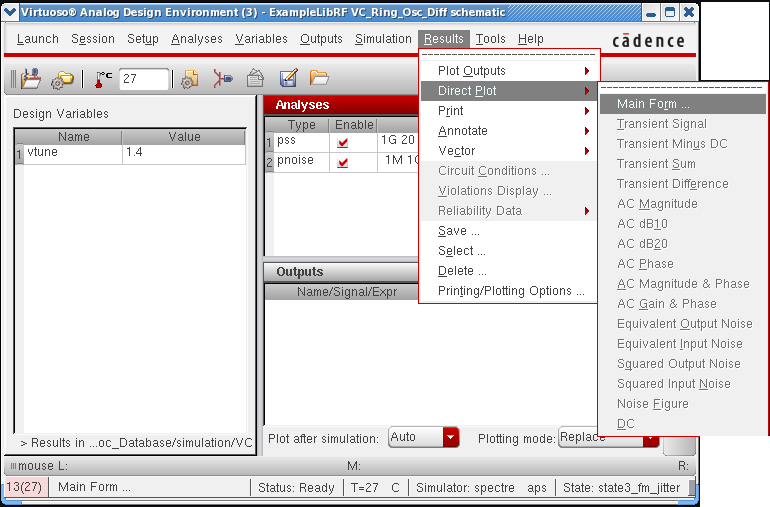 Virtuoso® Analog Design Environment (3) - ExampleLibRF VC_Ring_Osc_Diff schematic
Launch Session Setup Analyses Variables Outputs Simulation Results Tools Help
cādence
°C 27
Design Variables
Name Value
1 vtune 1.4
> Results in ...oc_Database/simulation/VC
Analyses
Type Enable
1 pss 1G 20
2 pnoise 1M 1G
Outputs
Name/Signal/Expr
Plot after simulation: Auto Plotting mode: Replace
Plot Outputs
Direct Plot
Print
Annotate
Vector
Circuit Conditions ...
Violations Display ...
Reliability Data
Save ...
Select ...
Delete ...
Printing/Plotting Options ...
Main Form ...
Transient Signal
Transient Minus DC
Transient Sum
Transient Difference
AC Magnitude
AC dB10
AC dB20
AC Phase
AC Magnitude & Phase
AC Gain & Phase
Equivalent Output Noise
Equivalent Input Noise
Squared Output Noise
Squared Input Noise
Noise Figure
DC
mouse L: M: R:
13(27) Main Form ... Status: Ready T=27 C Simulator: spectre aps State: state3_fm_jitter